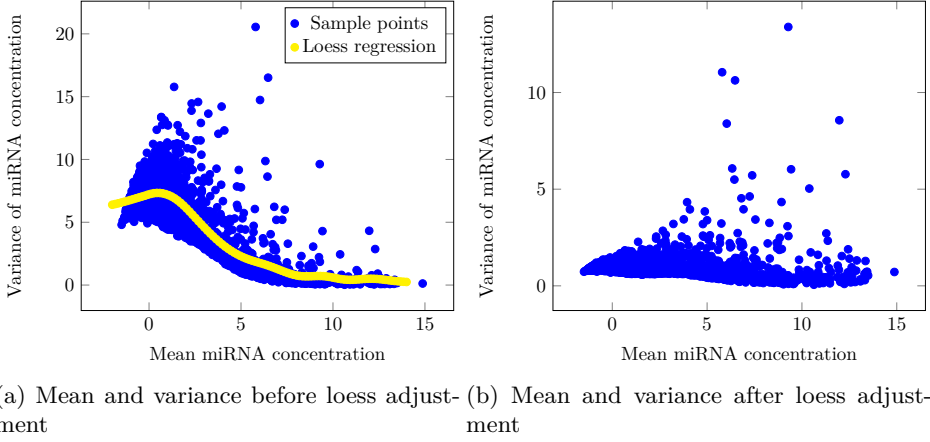 Variance of miRNA concentration
20
15
10
5
0
Sample points
Loess regression
0
5
10
15
Mean miRNA concentration
(a) Mean and variance before loess adjust-
ment
Variance of miRNA concentration
10
5
0
0
5
10
15
Mean miRNA concentration
(b) Mean and variance after loess adjust-
ment